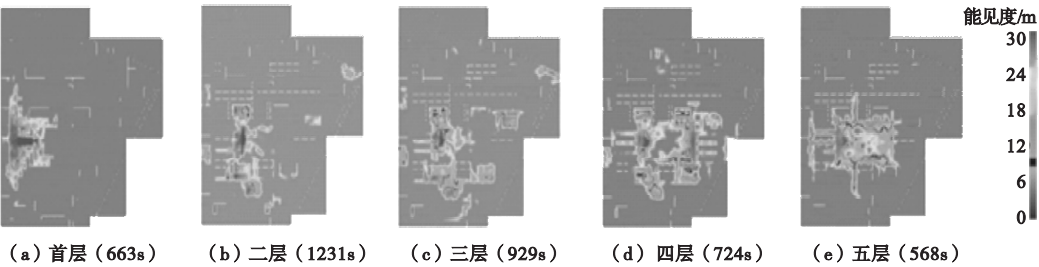 能见度/m
30
24
18
12
6
0
(a)首层(663s)
(b)二层(1231s)
(c)三层(929s)
(d)四层(724s)
(e)五层(568s)